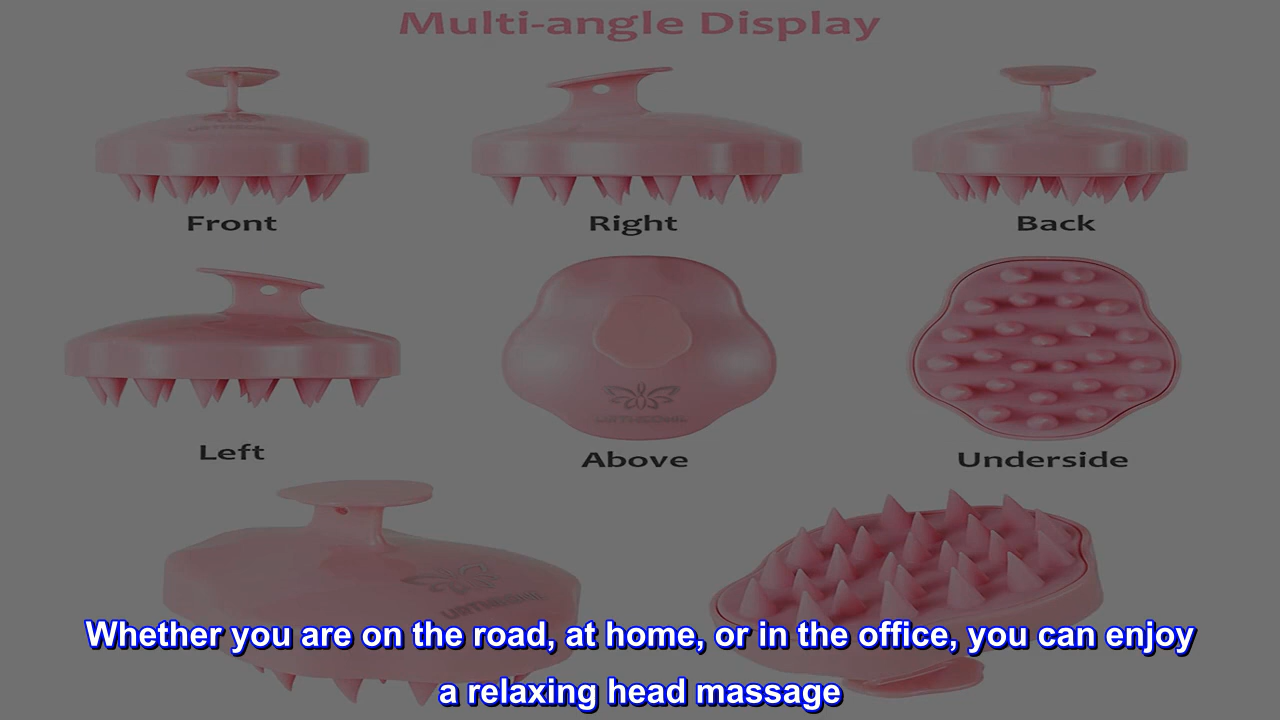 Multi-angle Display
Front
Right
Back
Left
Above
Underside
Whether you are on the road, at home, or in the office, you can enjoy
a relaxing head massage